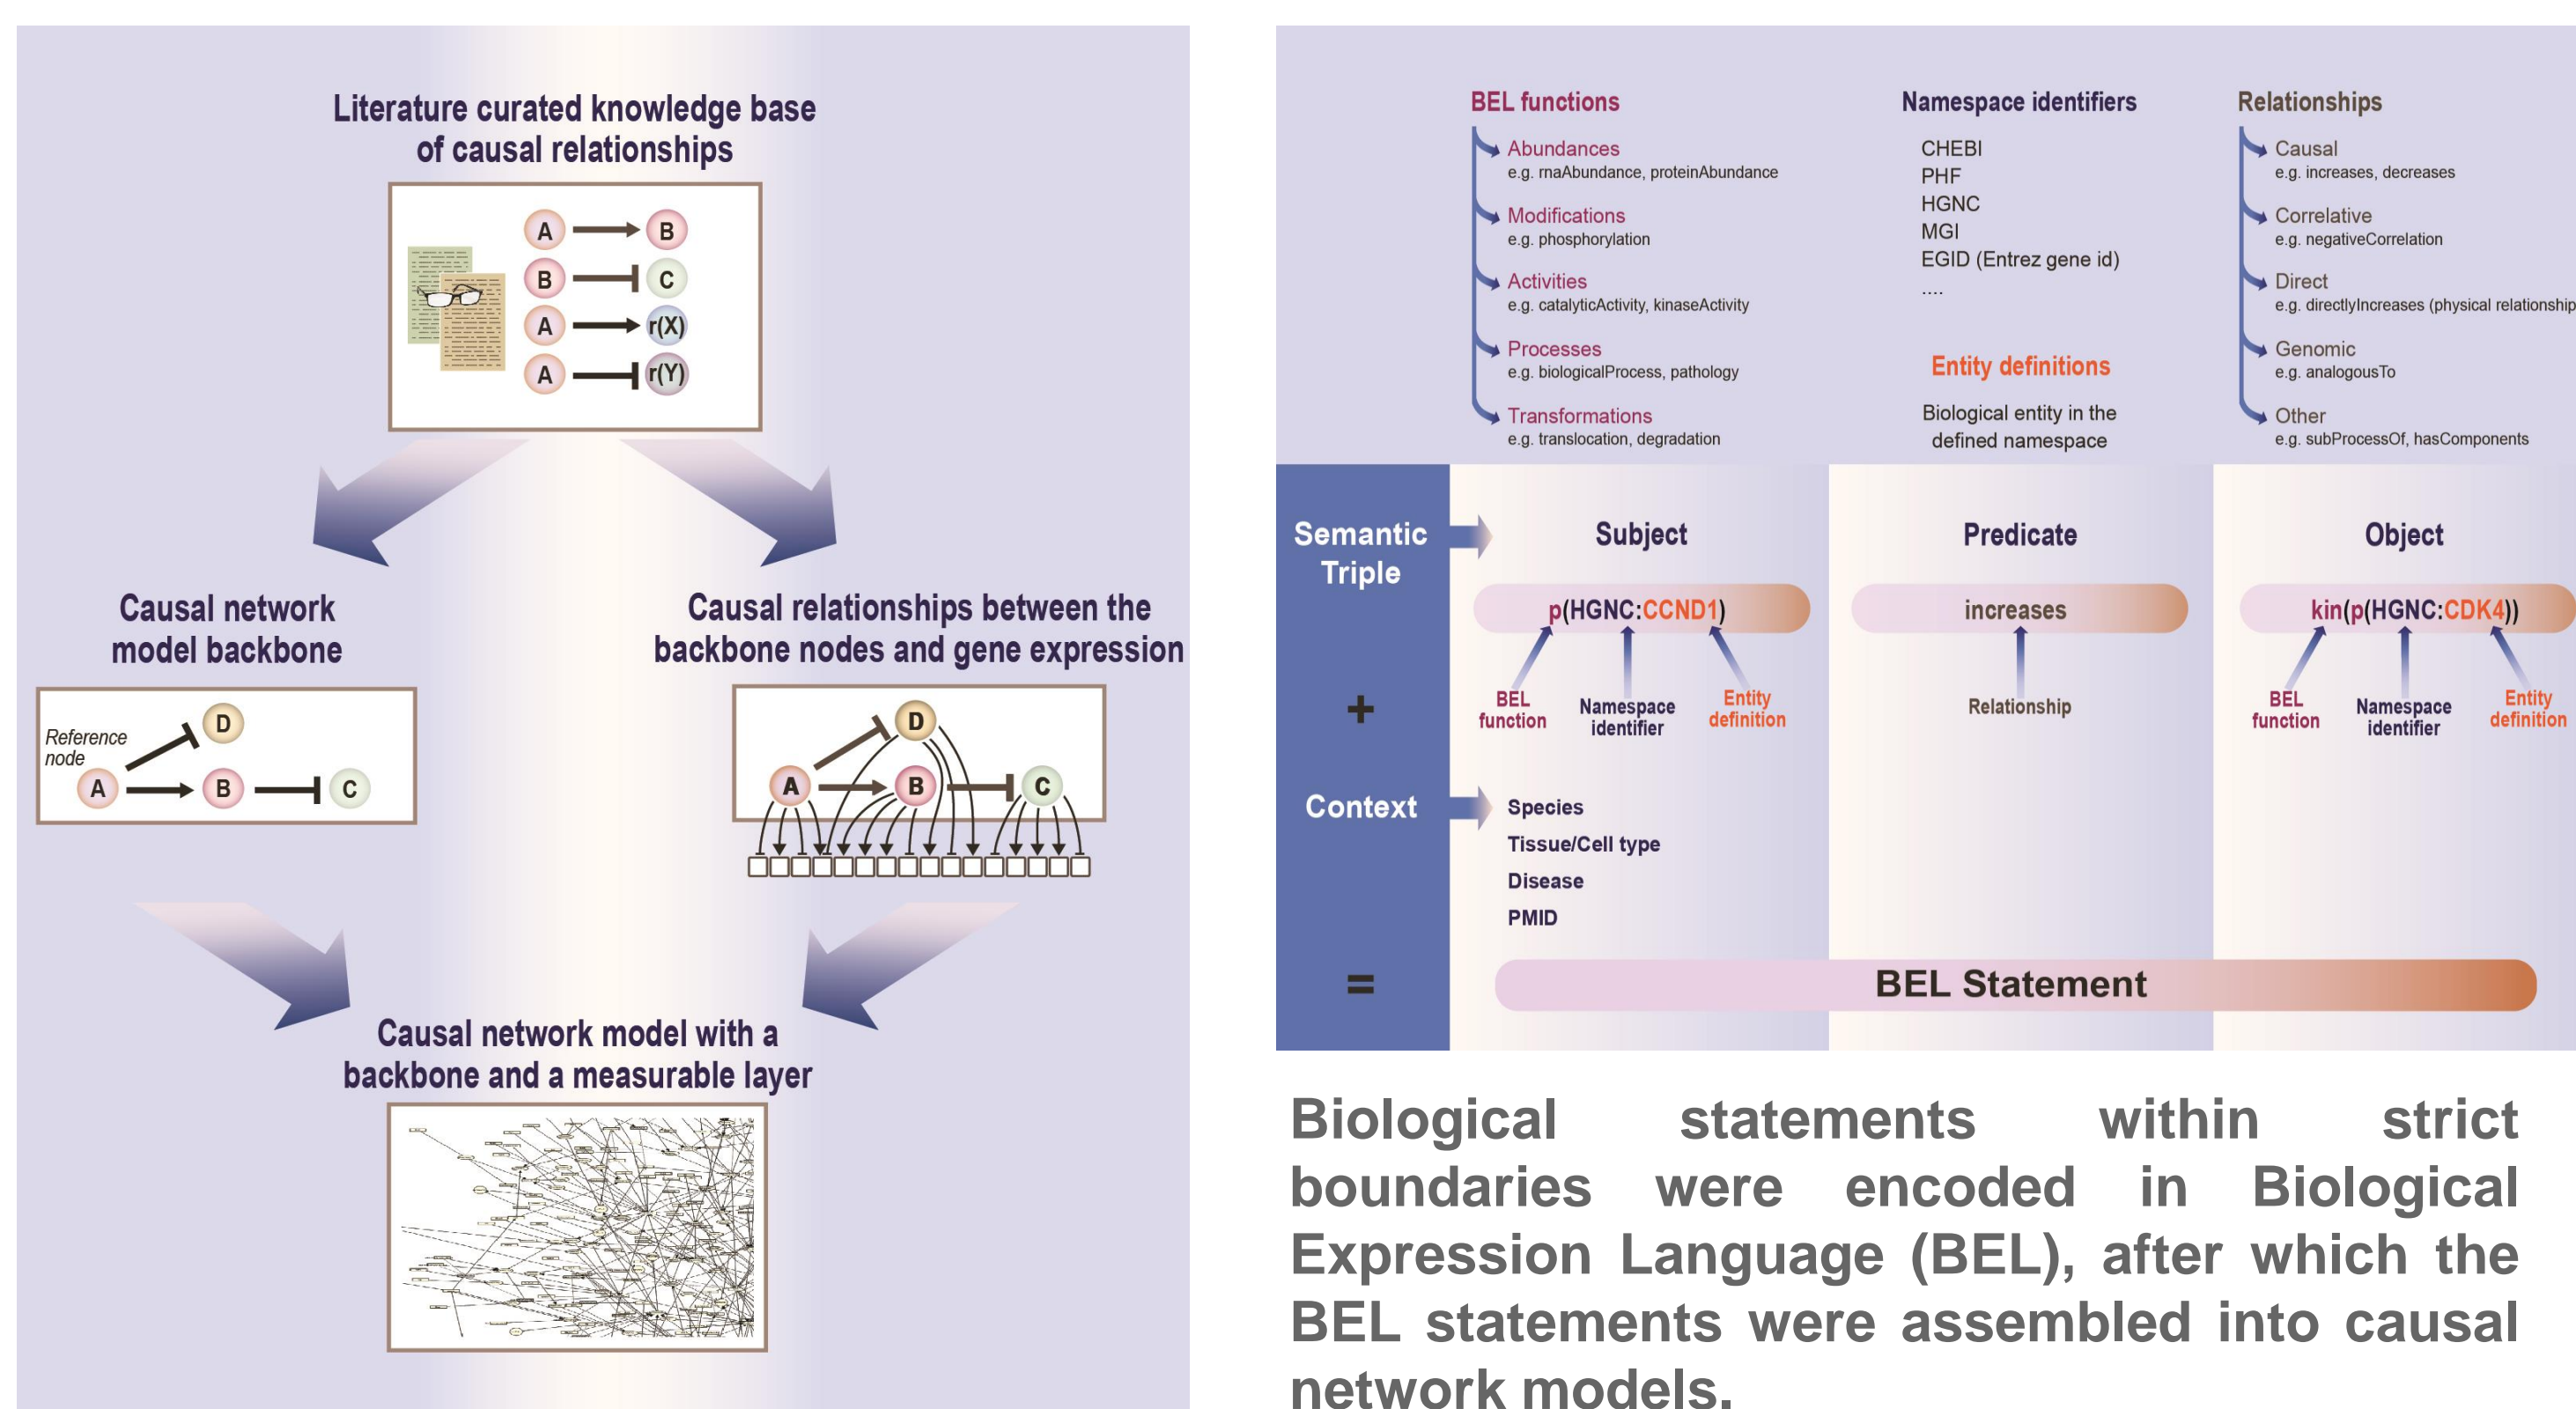 Literature curated knowledge base
of causal relationships
A
B
B
C
A
r(X)
A
r(Y)
Causal network
model backbone
Reference
node
D
A
B
C
Causal relationships between the
backbone nodes and gene expression
D
A
B
C
Causal network model with a
backbone and a measurable layer
BEL functions
Abundances
e.g. rnaAbundance, proteinAbundance
Modifications
e.g. phosphorylation
Activities
e.g. catalyticActivity, kinaseActivity
Processes
e.g. biologicalProcess, pathology
Transformations
e.g. translocation, degradation
Namespace identifiers
CHEBI
PHF
HGNC
MGI
EGID (Entrez gene id)
....
Entity definitions
Biological entity in the
defined namespace
Relationships
Causal
e.g. increases, decreases
Correlative
e.g. negativeCorrelation
Direct
e.g. directlyIncreases (physical relationship
Genomic
e.g. analogousTo
Other
e.g. subProcessOf, hasComponents
Semantic
Triple
Subject
Predicate
Object
p(HGNC:CCND1)
increases
kin(p(HGNC:CDK4))
BEL
function
Namespace
identifier
Entity
definition
Relationship
BEL
function
Namespace
identifier
Entity
definition
+
Context
Species
Tissue/Cell type
Disease
PMID
=
BEL Statement
Biological statements within strict
boundaries were encoded in Biological
Expression Language (BEL), after which the
BEL statements were assembled into causal
network models.